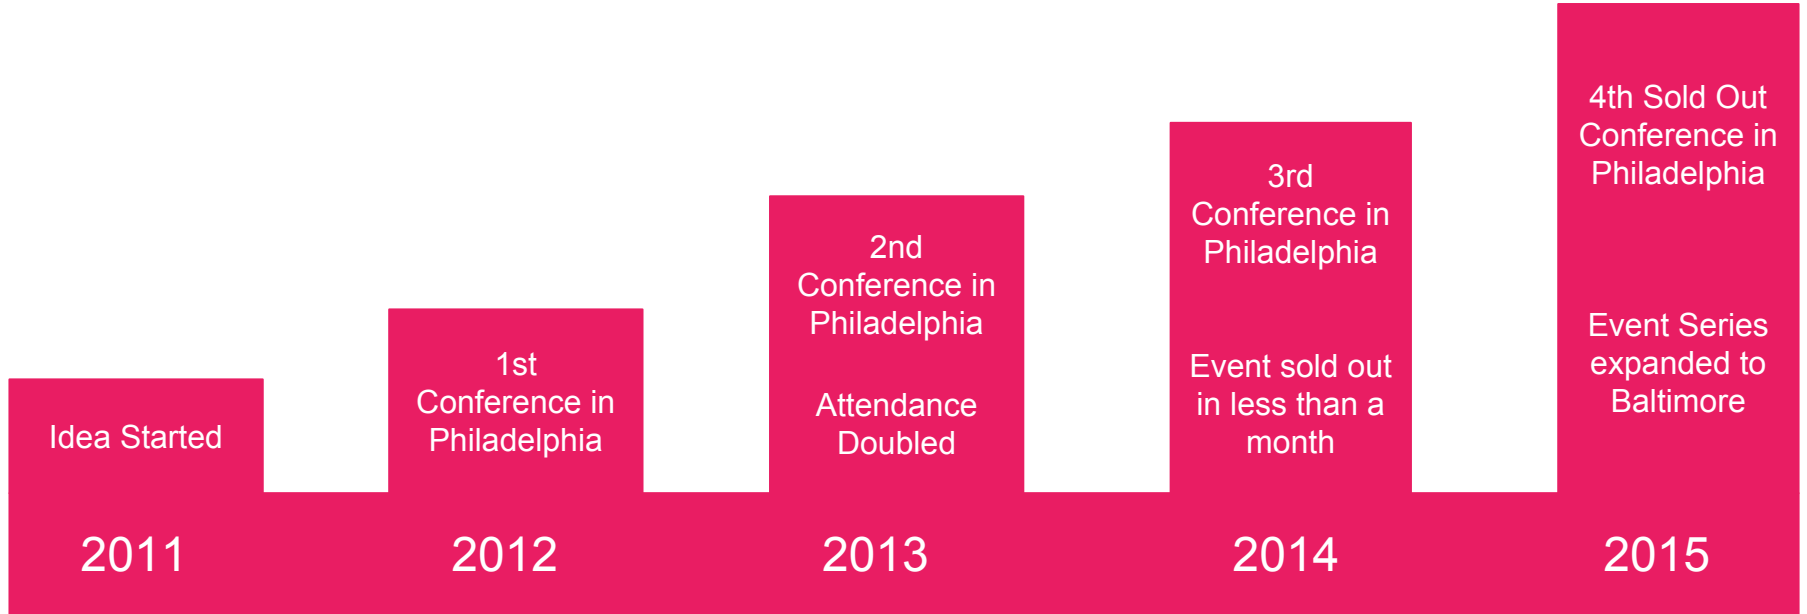 Idea Started
2011
1st
Conference in
Philadelphia
2012
2nd
Conference in
Philadelphia
Attendance
Doubled
2013
3rd
Conference in
Philadelphia
Event sold out
in less than a
month
2014
4th Sold Out
Conference in
Philadelphia
Event Series
expanded to
Baltimore
2015